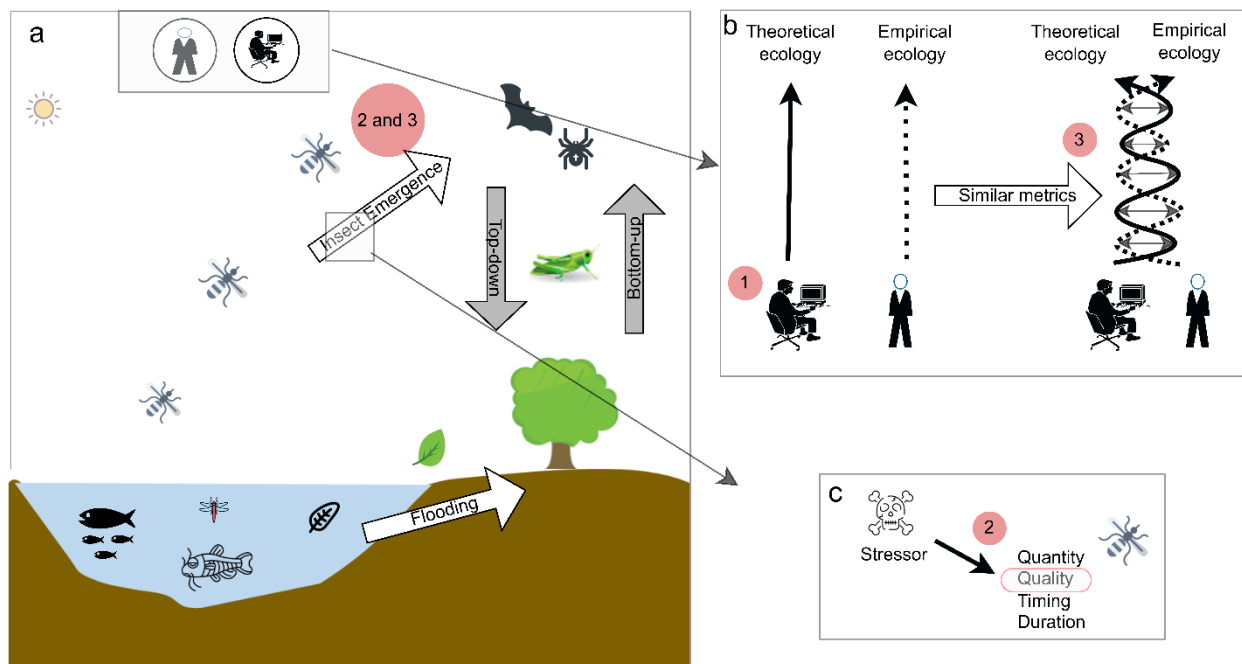 a
2 and 3
Insect Emergence
Top-down
Bottom-up
Flooding
b
Theoretical
ecology
Empirical
ecology
Theoretical
ecology
Empirical
ecology
1
Similar metrics
3
c
Stressor
2
Quantity
Quality
Timing
Duration